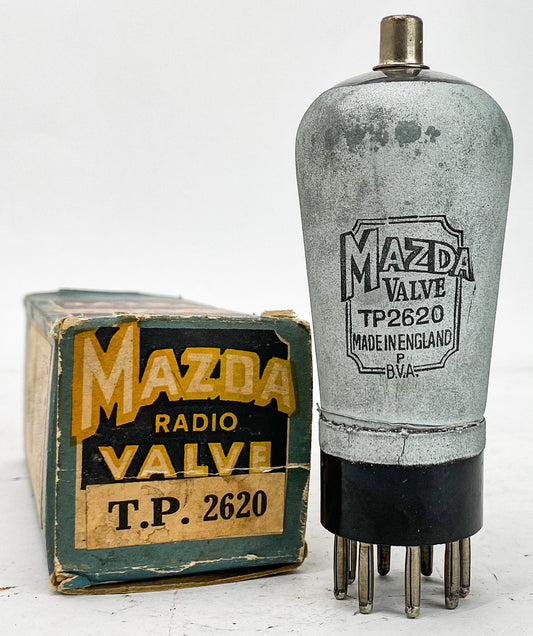 MAZDA
RADIO
VALVE
T.P. 2620
MAZDA
VALVE
TP2620
MADE IN ENGLAND
P
B.V.A.